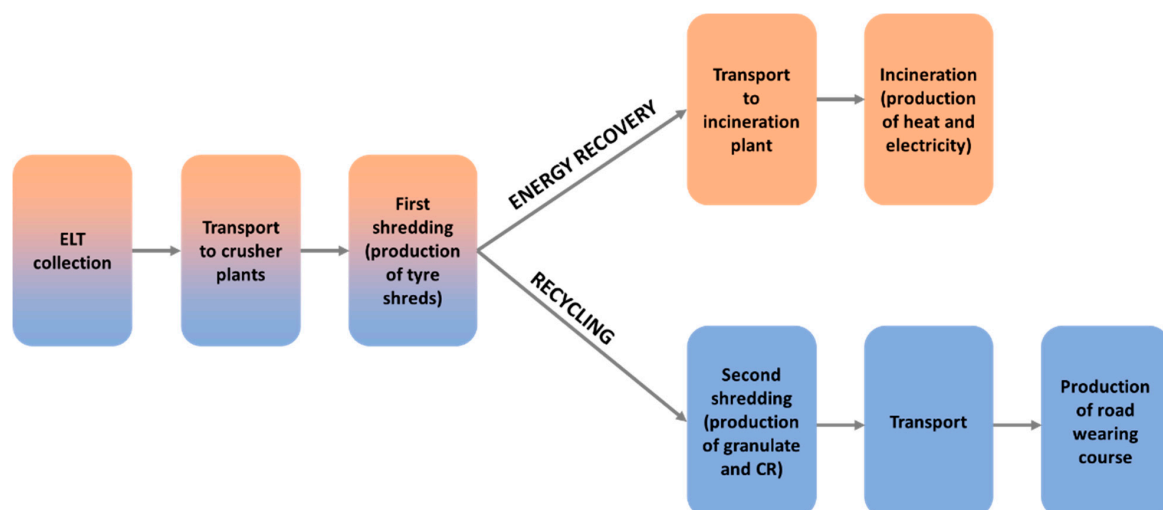 ELT
collection
Transport
to crusher
plants
First
shredding
(production
of tyre
shreds)
ENERGY RECOVERY
Transport
to
incineration
plant
Incineration
(production
of heat and
electricity)
RECYCLING
Second
shredding
(production
of granulate
and CR)
Transport
Production
of road
wearing
course